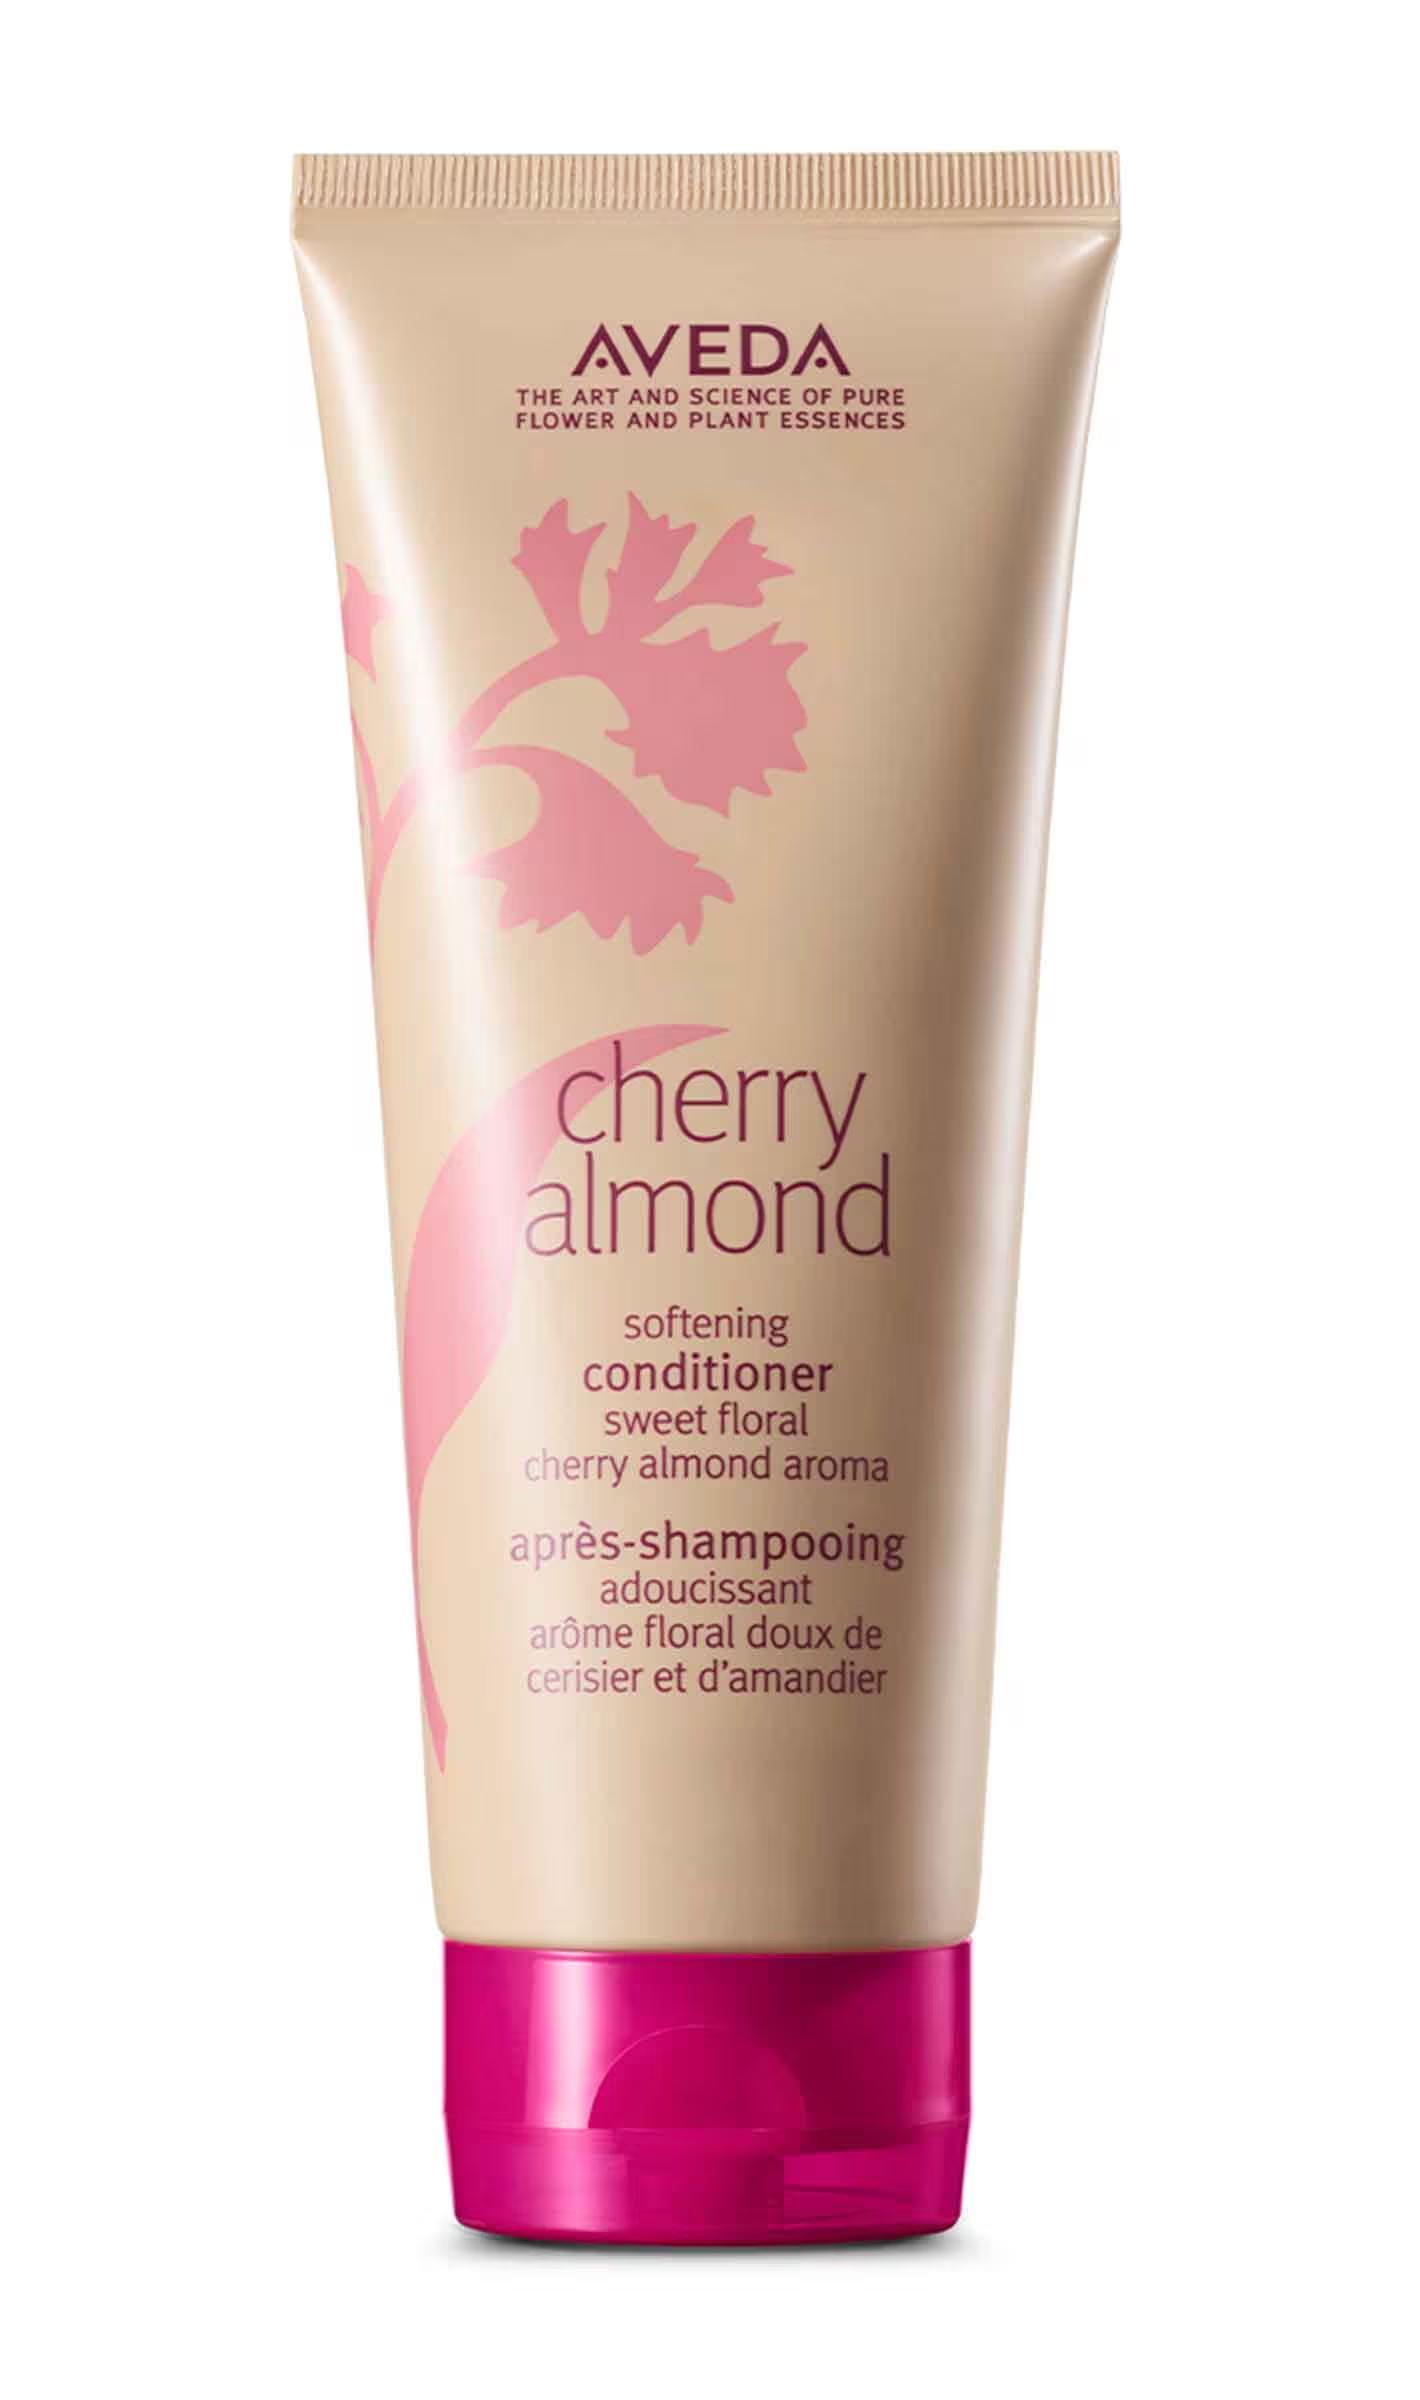 AVEDA
THE ART AND SCIENCE OF PURE
FLOWER AND PLANT ESSENCES
cherry
almond
softening
conditioner
sweet floral
cherry almond aroma
après-shampooing
adoucissant
arôme floral doux de
cerisier et d'amandier